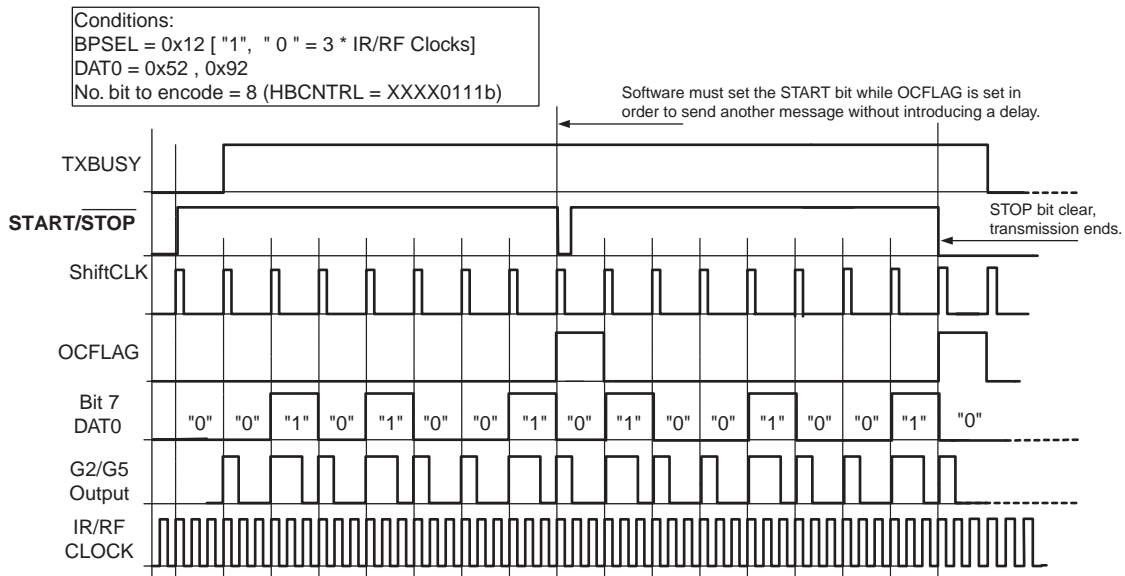 Conditions:
BPSEL = 0x12 [ "1", " 0 " = 3 * IR/RF Clocks]
DAT0 = 0x52 , 0x92
No. bit to encode = 8 (HBCNTRL = XXXX0111b)
Software must set the START bit while OCFLAG is set in
order to send another message without introducing a delay.
TXBUSY
START/STOP
STOP bit clear,
transmission ends.
ShiftCLK
OCFLAG
Bit 7
DAT0
"0" "0" "1" "0" "1" "0" "0" "1" "0" "1" "0" "0" "1" "0" "0" "1" "0"
G2/G5
Output
IR/RF
CLOCK